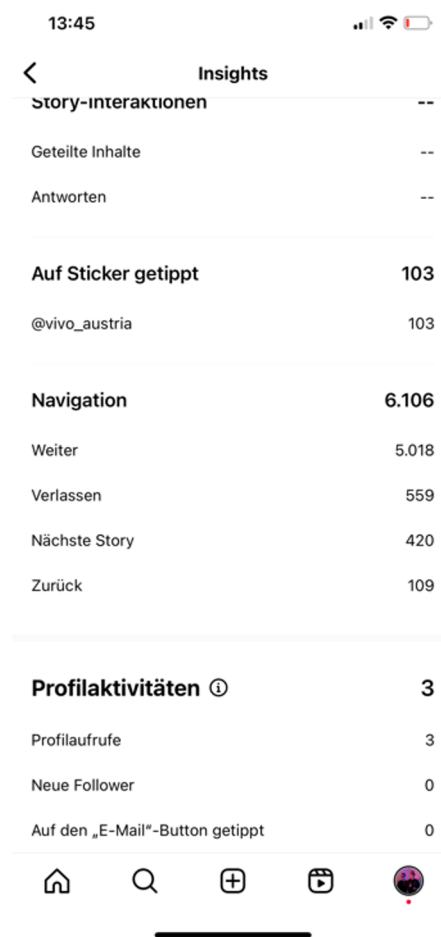 13:45
Insights
Story-Interaktionen --
Geteilte Inhalte --
Antworten --
Auf Sticker getippt 103
@vivo_austria 103
Navigation 6.106
Weiter 5.018
Verlassen 559
Nächste Story 420
Zurück 109
Profilaktivitäten 3
Profilaufrufe 3
Neue Follower 0
Auf den „E-Mail“-Button getippt 0